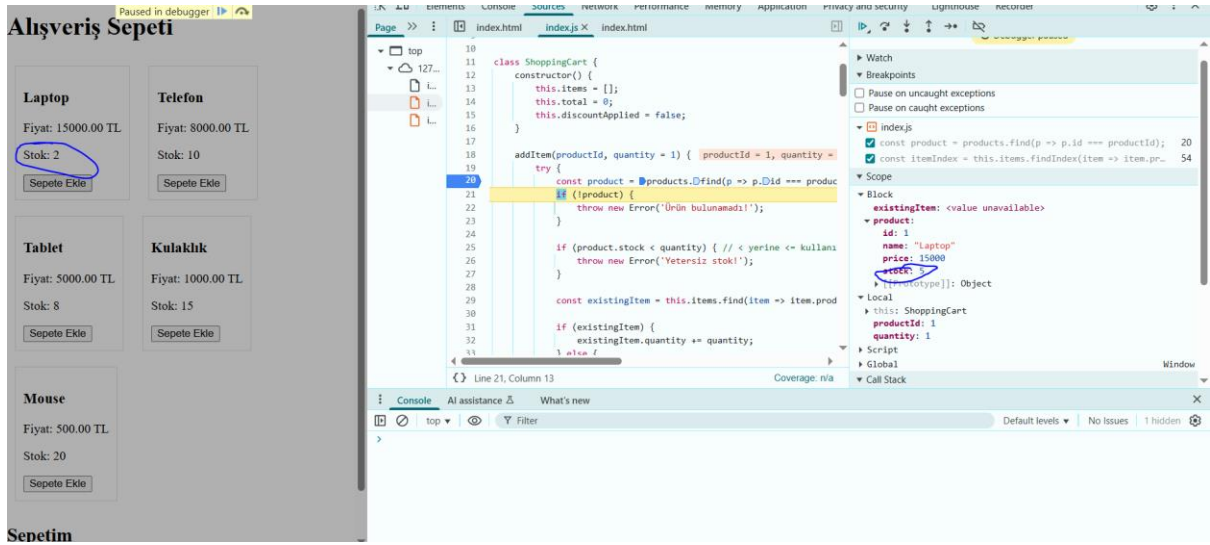 Paused in debugger
Alışveriş Sepeti
Laptop
Fiyat: 15000.00 TL
Stok: 2
Sepete Ekle
Telefon
Fiyat: 8000.00 TL
Stok: 10
Sepete Ekle
Tablet
Fiyat: 5000.00 TL
Stok: 8
Sepete Ekle
Kulaklık
Fiyat: 1000.00 TL
Stok: 15
Sepete Ekle
Mouse
Fiyat: 500.00 TL
Stok: 20
Sepete Ekle
Sepetim
Elements Console Sources Network Performance Memory Application Privacy and security Lighthouse Recorder
Page index.html index.js × index.html
top
127...
i...
i...
i...
10
11 class ShoppingCart {
12 constructor() {
13 this.items = [];
14 this.total = 0;
15 this.discountApplied = false;
16 }
17
18 addItem(productId, quantity = 1) { productId = 1, quantity =
19 try {
20 const product = products.find(p => p.id === produc
21 if (!product) {
22 throw new Error('Ürün bulunamadı!');
23 }
24
25 if (product.stock < quantity) { // < yerine <= kullanı
26 throw new Error('Yetersiz stok!');
27 }
28
29 const existingItem = this.items.find(item => item.prod
30
31 if (existingItem) {
32 existingItem.quantity += quantity;
33 } else {
{} Line 21, Column 13 Coverage: n/a
Debugger paused
Watch
Breakpoints
Pause on uncaught exceptions
Pause on caught exceptions
index.js
const product = products.find(p => p.id === productId); 20
const itemIndex = this.items.findIndex(item => item.pr… 54
Scope
Block
existingItem: <value unavailable>
product:
id: 1
name: "Laptop"
price: 15000
stock: 5
[[Prototype]]: Object
Local
this: ShoppingCart
productId: 1
quantity: 1
Script
Global Window
Call Stack
Console AI assistance What's new
top Filter Default levels No Issues 1 hidden